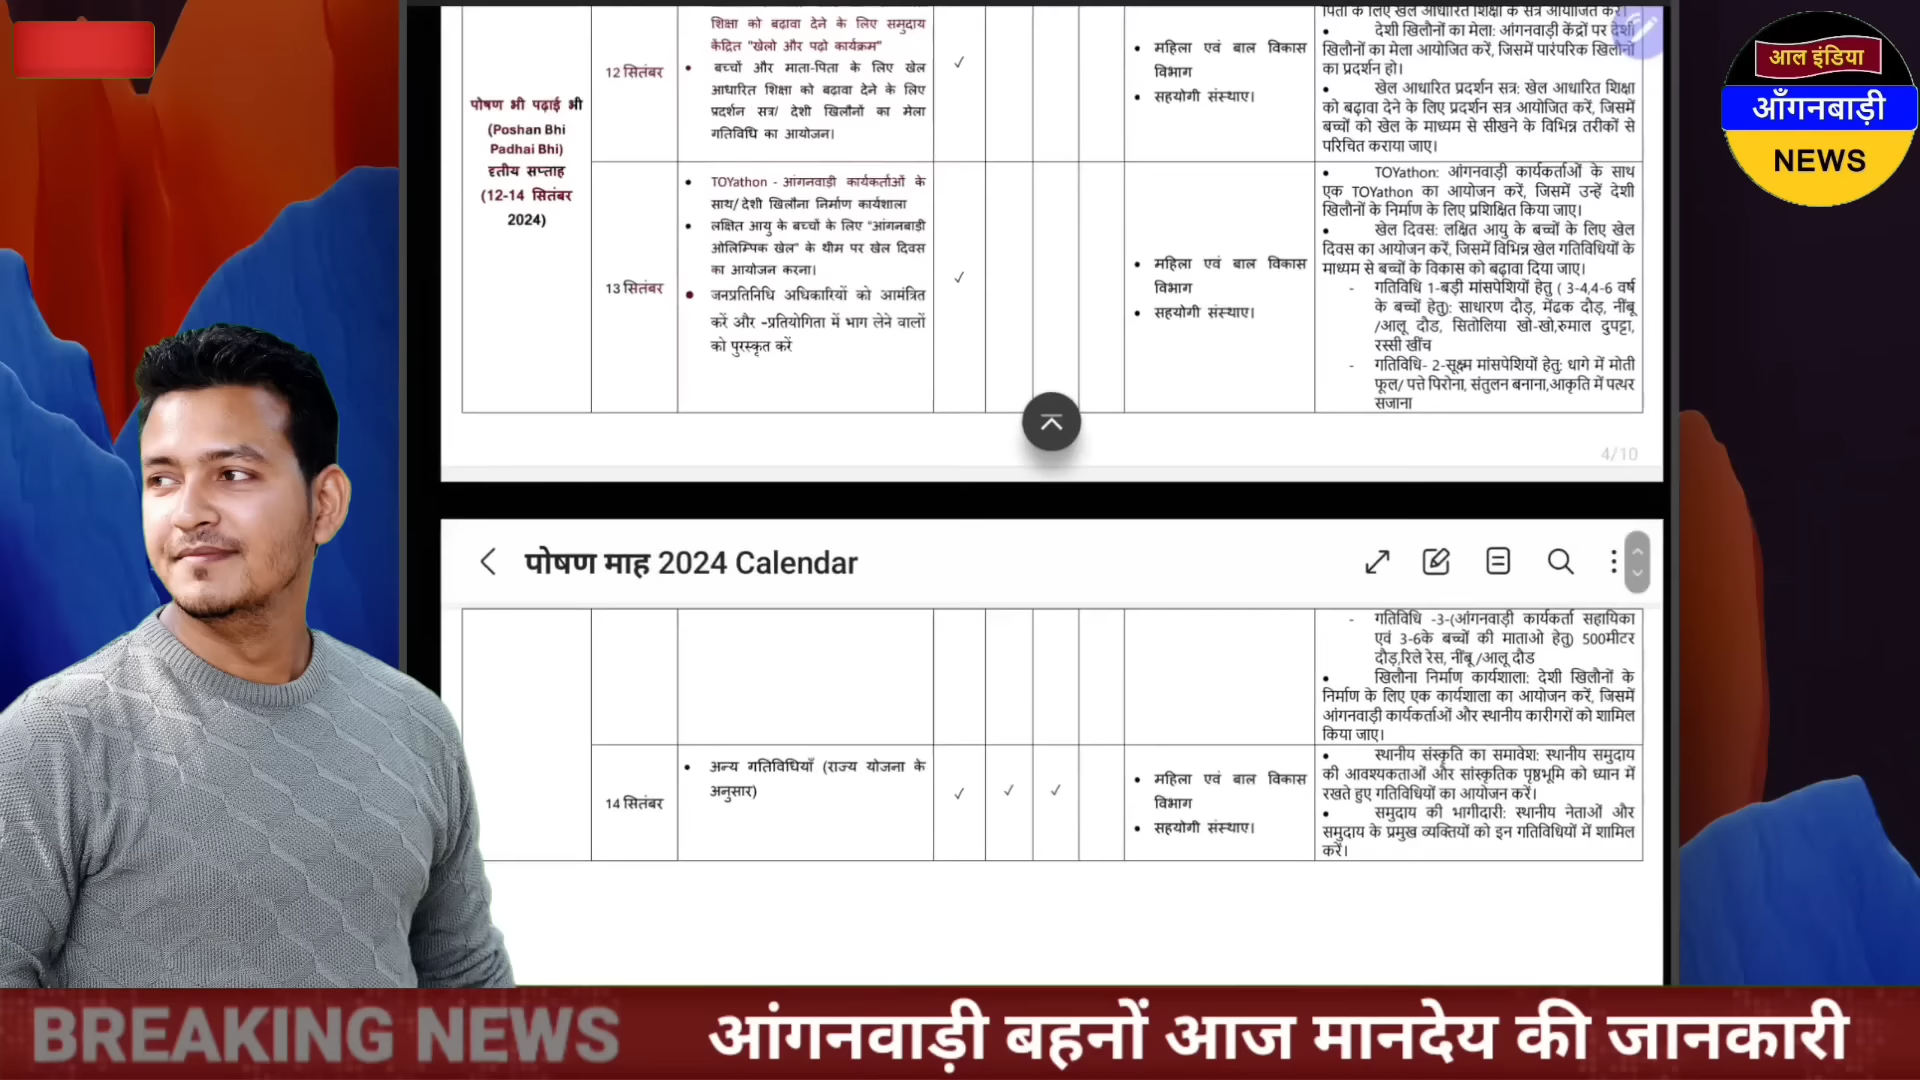 शिक्षा को बढावा देने के लिए समुदाय
केंद्रित "खेलो और पढो कार्यक्रम"
12 सितंबर
• बच्चों और माता-पिता के लिए खेल
आधारित शिक्षा को बढावा देने के लिए
प्रदर्शन सत्र/ देशी खिलौनों का मेला
गतिविधि का आयोजन।
✓
• महिला एवं बाल विकास
विभाग
• सहयोगी संस्थाए।
पिता के लिए खेल आधारित शिक्षा के सत्र आयोजित करें।
• देशी खिलौनों का मेला: आंगनवाड़ी केंद्रों पर देशी
खिलौनों का मेला आयोजित करें, जिसमें पारंपरिक खिलौनों
का प्रदर्शन हो।
• खेल आधारित प्रदर्शन सत्र: खेल आधारित शिक्षा
को बढ़ावा देने के लिए प्रदर्शन सत्र आयोजित करें, जिसमें
बच्चों को खेल के माध्यम से सीखने के विभिन्न तरीकों से
परिचित कराया जाए।
पोषण भी पढ़ाई भी
(Poshan Bhi
Padhai Bhi)
तृतीय सप्ताह
(12-14 सितंबर
2024)
13 सितंबर
• TOYathon - आंगनवाड़ी कार्यकर्ताओं के
साथ/ देशी खिलौना निर्माण कार्यशाला
• लक्षित आयु के बच्चों के लिए "आंगनबाड़ी
ओलिम्पिक खेल" के थीम पर खेल दिवस
का आयोजन करना।
• जनप्रतिनिधि अधिकारियों को आमंत्रित
करें और -प्रतियोगिता में भाग लेने वालों
को पुरस्कृत करें
✓
• महिला एवं बाल विकास
विभाग
• सहयोगी संस्थाए।
• TOYathon: आंगनवाड़ी कार्यकर्ताओं के साथ
एक TOYathon का आयोजन करें, जिसमें उन्हें देशी
खिलौनों के निर्माण के लिए प्रशिक्षित किया जाए।
• खेल दिवस: लक्षित आयु के बच्चों के लिए खेल
दिवस का आयोजन करें, जिसमें विभिन्न खेल गतिविधियों के
माध्यम से बच्चों के विकास को बढ़ावा दिया जाए।
- गतिविधि 1-बड़ी मांसपेशियों हेतु ( 3-4,4-6 वर्ष
के बच्चों हेतु): साधारण दौड़, मेंढक दौड़, नींबू
/आलू दौड, सितोलिया खो-खो,रुमाल दुपट्टा,
रस्सी खींच
- गतिविधि- 2-सूक्ष्म मांसपेशियों हेतु: धागे में मोती
फूल/ पत्ते पिरोना, संतुलन बनाना,आकृति में पत्थर
सजाना
4/10
पोषण माह 2024 Calendar
- गतिविधि -3-(आंगनवाड़ी कार्यकर्ता सहायिका
एवं 3-6के बच्चों की माताओ हेतु) 500मीटर
दौड़,रिले रेस, नींबू /आलू दौड
• खिलौना निर्माण कार्यशाला: देशी खिलौनों के
निर्माण के लिए एक कार्यशाला का आयोजन करें, जिसमें
आंगनवाड़ी कार्यकर्ताओं और स्थानीय कारीगरों को शामिल
किया जाए।
14 सितंबर
• अन्य गतिविधियाँ (राज्य योजना के
अनुसार)
✓ ✓ ✓
• महिला एवं बाल विकास
विभाग
• सहयोगी संस्थाए।
• स्थानीय संस्कृति का समावेश: स्थानीय समुदाय
की आवश्यकताओं और सांस्कृतिक पृष्ठभूमि को ध्यान में
रखते हुए गतिविधियों का आयोजन करें।
• समुदाय की भागीदारी: स्थानीय नेताओं और
समुदाय के प्रमुख व्यक्तियों को इन गतिविधियों में शामिल
करें।
आल इंडिया
आँगनबाड़ी
NEWS
BREAKING NEWS
आंगनवाड़ी बहनों आज मानदेय की जानकारी